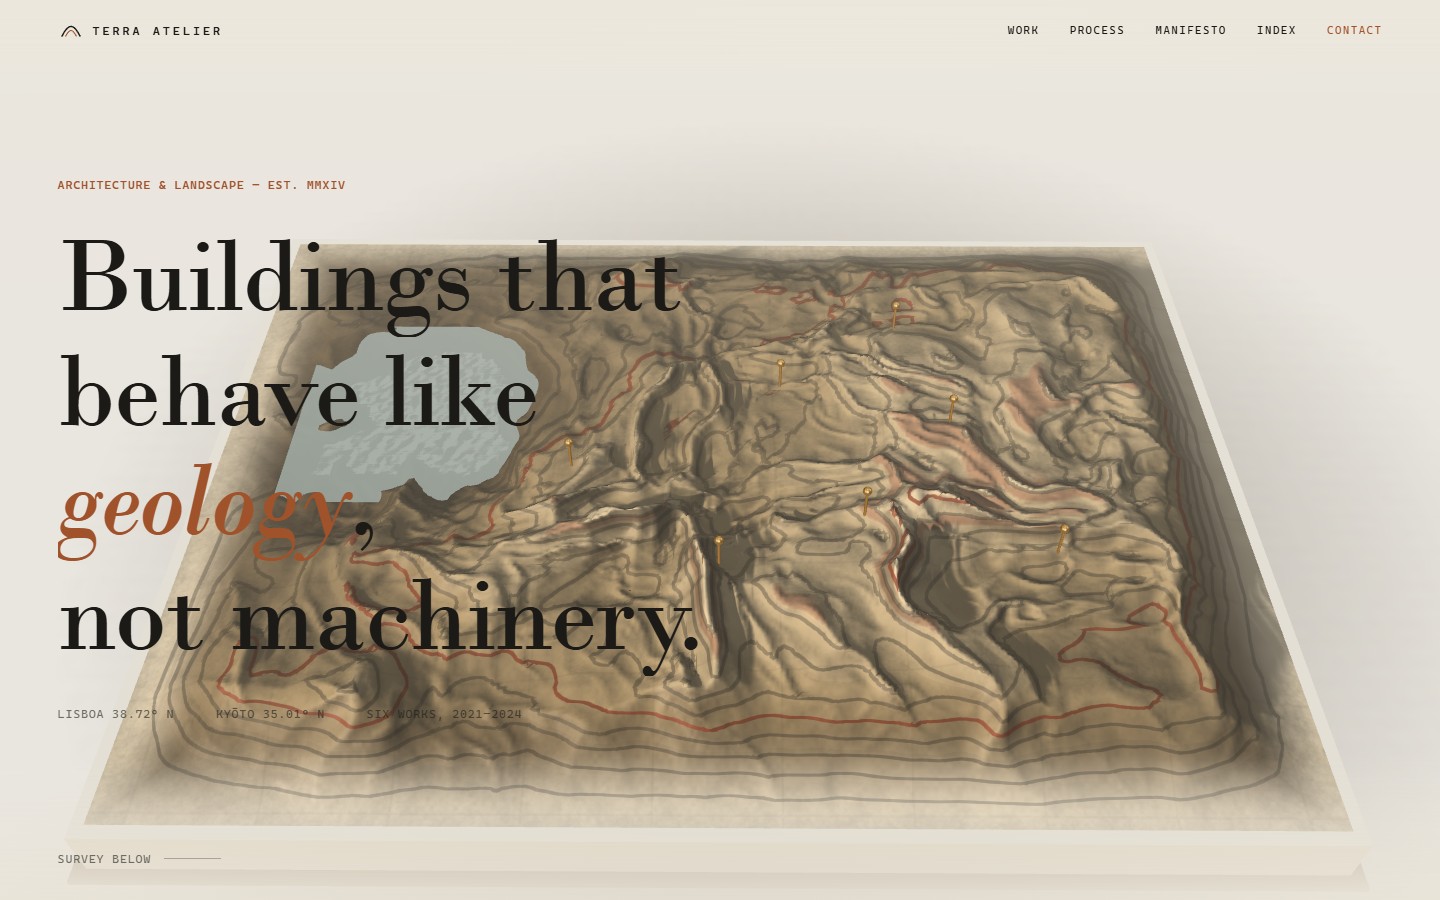 TERRA ATELIER
WORK PROCESS MANIFESTO INDEX CONTACT
ARCHITECTURE & LANDSCAPE — EST. MMXIV
Buildings that
behave like
geology,
not machinery.
LISBOA 38.72° N KYŌTO 35.01° N SIX WORKS, 2021—2024
SURVEY BELOW